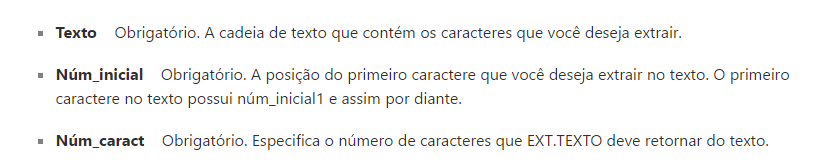 Texto Obrigatório. A cadeia de texto que contém os caracteres que você deseja extrair.
Núm_inicial Obrigatório. A posição do primeiro caractere que você deseja extrair no texto. O primeiro
caractere no texto possui núm_inicial1 e assim por diante.
Núm_caract Obrigatório. Especifica o número de caracteres que EXT.TEXTO deve retornar do texto.